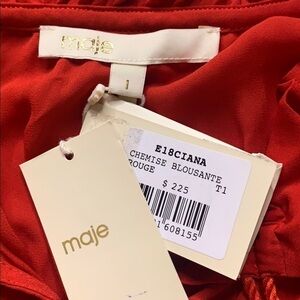 maje
1
E18CIANA
CHEMISE BLOUSANTE
ROUGE
$ 225 T1
608155
maje